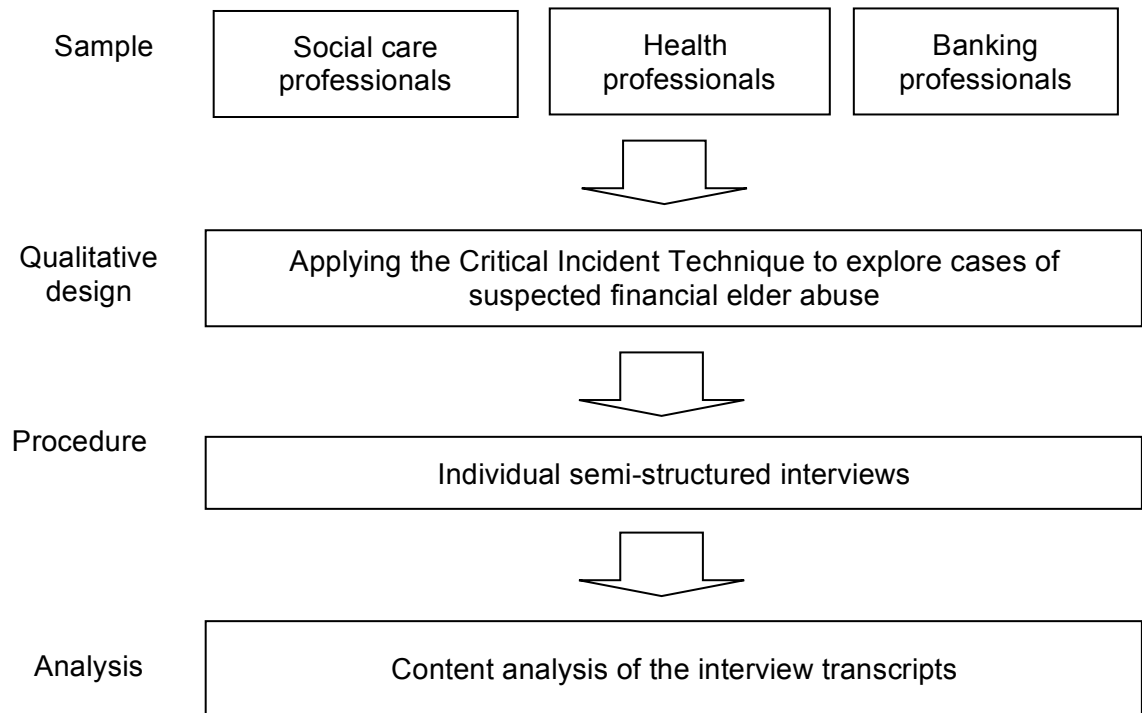 Sample
Social care
professionals
Health
professionals
Banking
professionals
Qualitative
design
Applying the Critical Incident Technique to explore cases of
suspected financial elder abuse
Procedure
Individual semi-structured interviews
Analysis
Content analysis of the interview transcripts